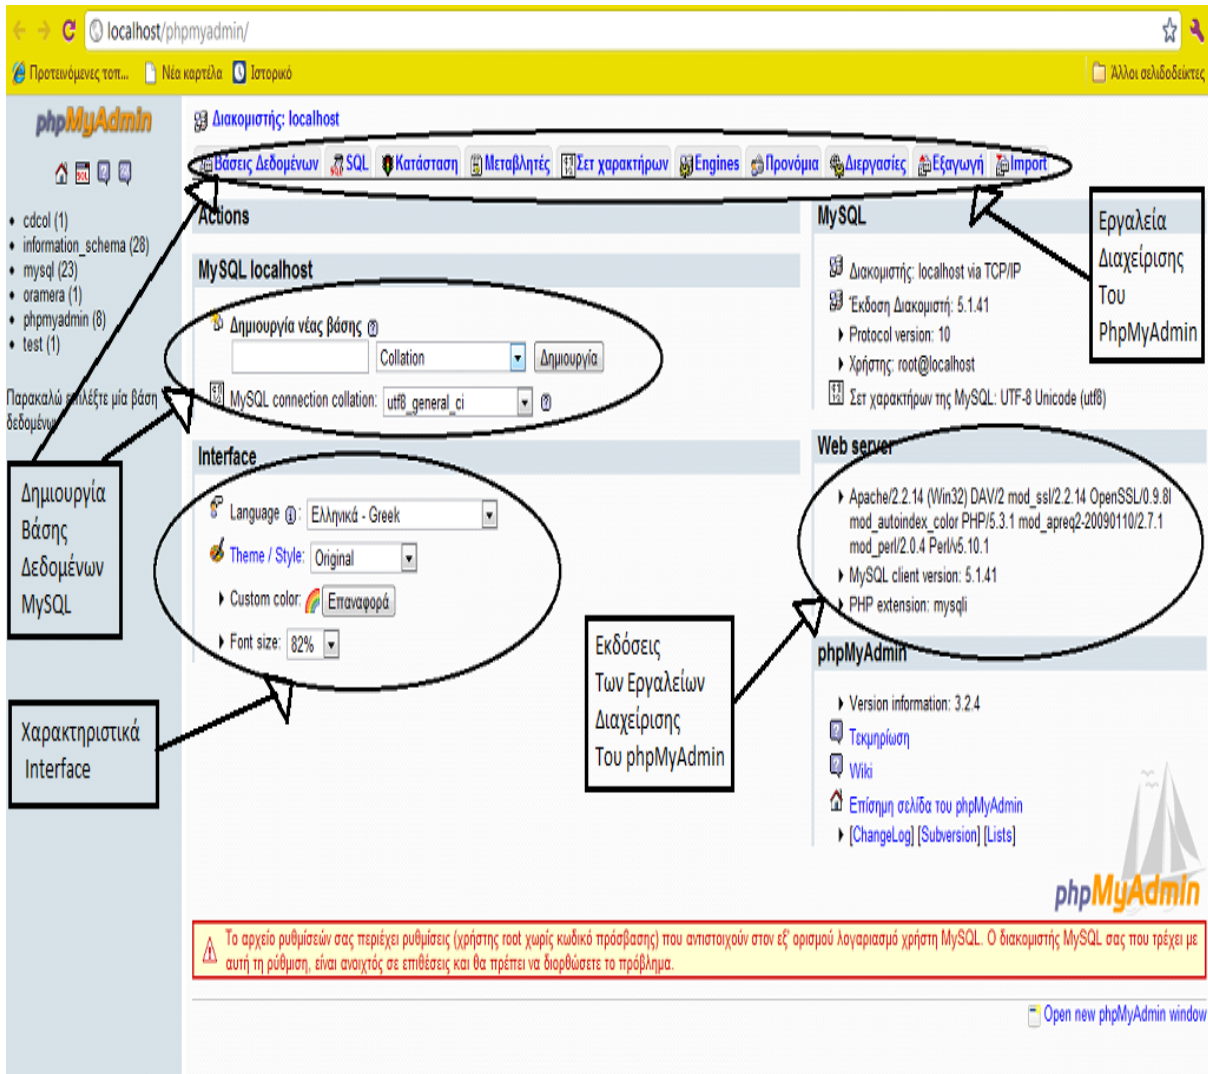 localhost/phpmyadmin/
Προτεινόμενες τοπ... Νέα καρτέλα Ιστορικό Άλλοι σελιδοδείκτες
phpMyAdmin
SQL
cdcol (1)
information_schema (28)
mysql (23)
oramera (1)
phpmyadmin (8)
test (1)
Παρακαλώ επιλέξτε μία βάση
δεδομένων
Διακομιστής: localhost
Βάσεις Δεδομένων SQL Κατάσταση Μεταβλητές Σετ χαρακτήρων Engines Προνόμια Διεργασίες Εξαγωγή Import
Actions
MySQL localhost
Δημιουργία νέας βάσης
Collation Δημιουργία
MySQL connection collation: utf8_general_ci
Interface
Language : Ελληνικά - Greek
Theme / Style: Original
Custom color: Επαναφορά
Font size: 82%
MySQL
Διακομιστής: localhost via TCP/IP
Έκδοση Διακομιστή: 5.1.41
Protocol version: 10
Χρήστης: root@localhost
Σετ χαρακτήρων της MySQL: UTF-8 Unicode (utf8)
Web server
Apache/2.2.14 (Win32) DAV/2 mod_ssl/2.2.14 OpenSSL/0.9.8l
mod_autoindex_color PHP/5.3.1 mod_apreq2-20090110/2.7.1
mod_perl/2.0.4 Perl/v5.10.1
MySQL client version: 5.1.41
PHP extension: mysqli
phpMyAdmin
Version information: 3.2.4
Τεκμηρίωση
Wiki
Επίσημη σελίδα του phpMyAdmin
[ChangeLog] [Subversion] [Lists]
phpMyAdmin
Εργαλεία
Διαχείρισης
Του
PhpMyAdmin
Δημιουργία
Βάσης
Δεδομένων
MySQL
Χαρακτηριστικά
Interface
Εκδόσεις
Των Εργαλείων
Διαχείρισης
Του phpMyAdmin
Το αρχείο ρυθμίσεών σας περιέχει ρυθμίσεις (χρήστης root χωρίς κωδικό πρόσβασης) που αντιστοιχούν στον εξ' ορισμού λογαριασμό χρήστη MySQL. Ο διακομιστής MySQL σας που τρέχει με
αυτή τη ρύθμιση, είναι ανοιχτός σε επιθέσεις και θα πρέπει να διορθώσετε το πρόβλημα.
Open new phpMyAdmin window